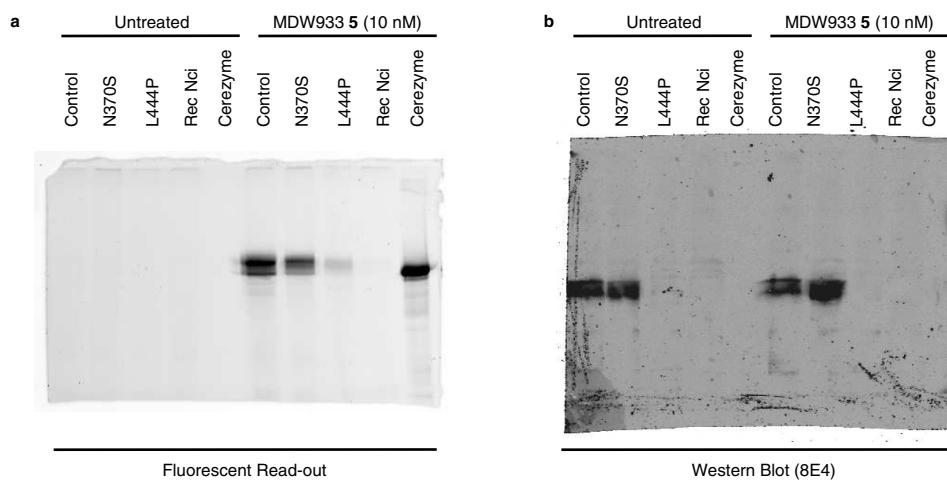 a
Untreated
MDW933 5 (10 nM)
Control
N370S
L444P
Rec Nci
Cerezyme
Control
N370S
L444P
Rec Nci
Cerezyme
Fluorescent Read-out
b
Untreated
MDW933 5 (10 nM)
Control
N370S
L444P
Rec Nci
Cerezyme
Control
N370S
L444P
Rec Nci
Cerezyme
Western Blot (8E4)